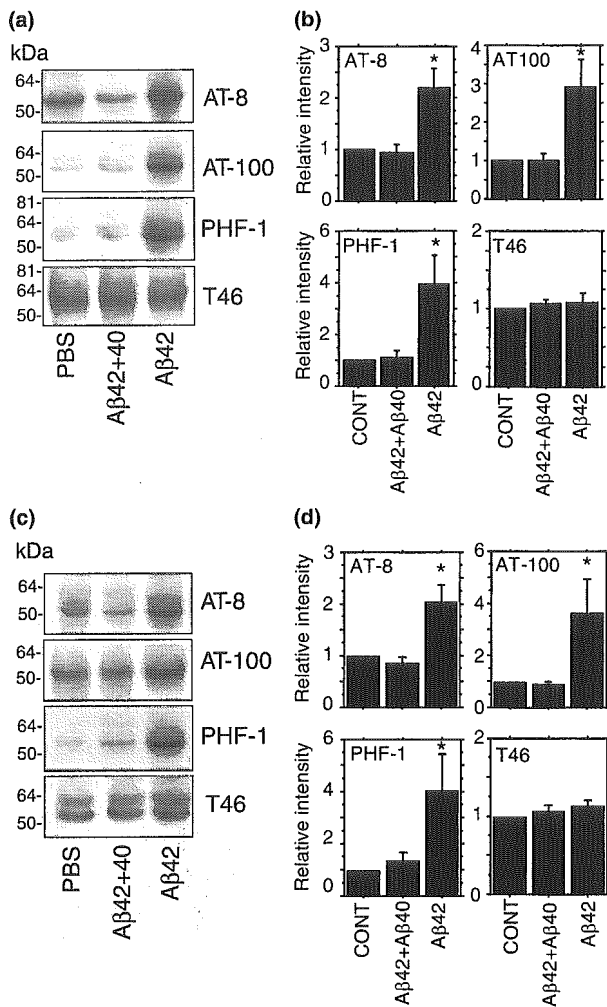 (a)
kDa
64-
50-
AT-8
50-
AT-100
81-
64-
50-
PHF-1
81-
64-
50-
T46
PBS
Aβ42+40
Aβ42
(b)
Relative intensity
3
2
1
0
AT-8
*
4
3
2
1
0
AT100
*
Relative intensity
6
4
2
0
PHF-1
*
2
1
0
T46
CONT
Aβ42+Aβ40
Aβ42
CONT
Aβ42+Aβ40
Aβ42
(c)
kDa
64-
50-
AT-8
64-
50-
AT-100
64-
50-
PHF-1
64-
50-
T46
PBS
Aβ42+40
Aβ42
(d)
Relative intensity
3
2
1
0
AT-8
*
6
4
2
0
AT-100
*
Relative intensity
6
4
2
0
PHF-1
*
2
1
0
T46
CONT
Aβ42+Aβ40
Aβ42
CONT
Aβ42+Aβ40
Aβ42